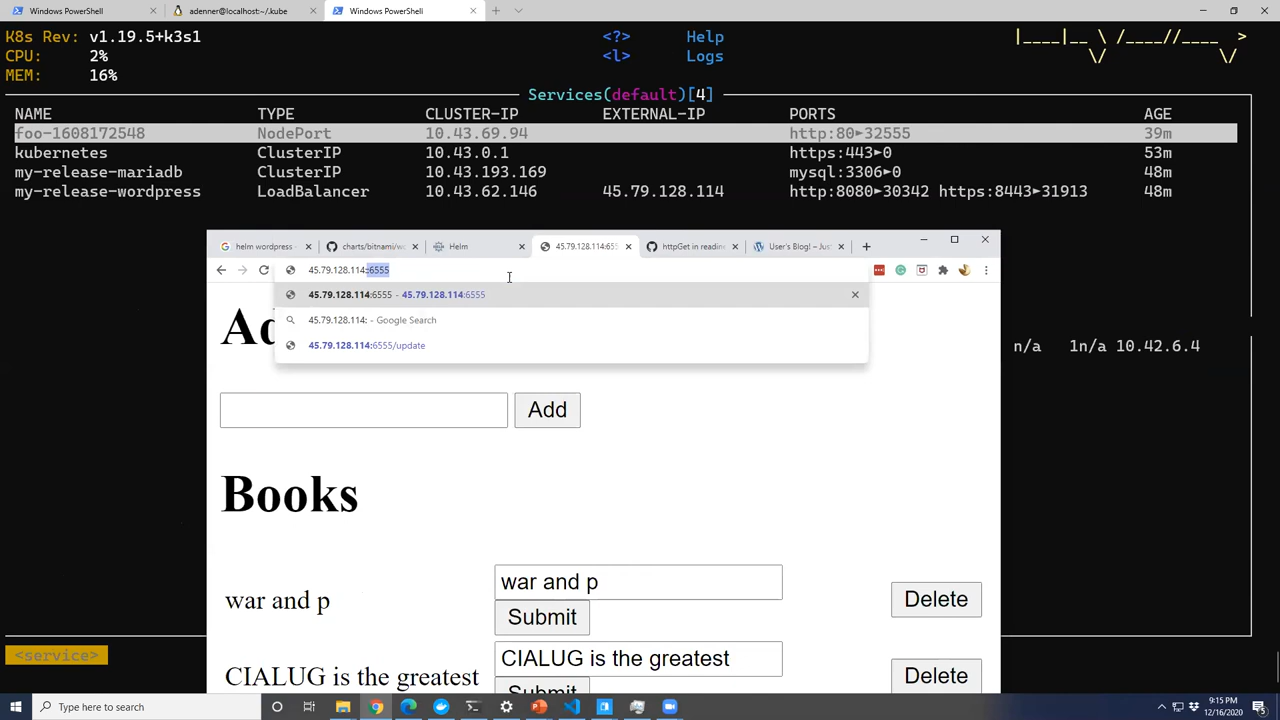 Windows PowerShell
adenner@localhost:~/.kube
Windows PowerShell
K8s Rev: v1.19.5+k3s1
<?> Help
CPU: 2%
<l> Logs
MEM: 16%
Services(default)[4]
NAME TYPE CLUSTER-IP EXTERNAL-IP PORTS AGE
foo-1608172548 NodePort 10.43.69.94 http:80►32555 39m
kubernetes ClusterIP 10.43.0.1 https:443►0 53m
my-release-mariadb ClusterIP 10.43.193.169 mysql:3306►0 48m
my-release-wordpress LoadBalancer 10.43.62.146 45.79.128.114 http:8080►30342 https:8443►31913 48m
helm wordpress -
charts/bitnami/wo
Helm
45.79.128.114:655
httpGet in readine
User's Blog! – Jus
45.79.128.114:6555
45.79.128.114:6555 - 45.79.128.114:6555
45.79.128.114: - Google Search
45.79.128.114:6555/update
n/a 1n/a 10.42.6.4
Add
Books
war and p
war and p
Submit
Delete
CIALUG is the greatest
CIALUG is the greatest
Submit
Delete
<service>
Type here to search
9:15 PM
12/16/2020